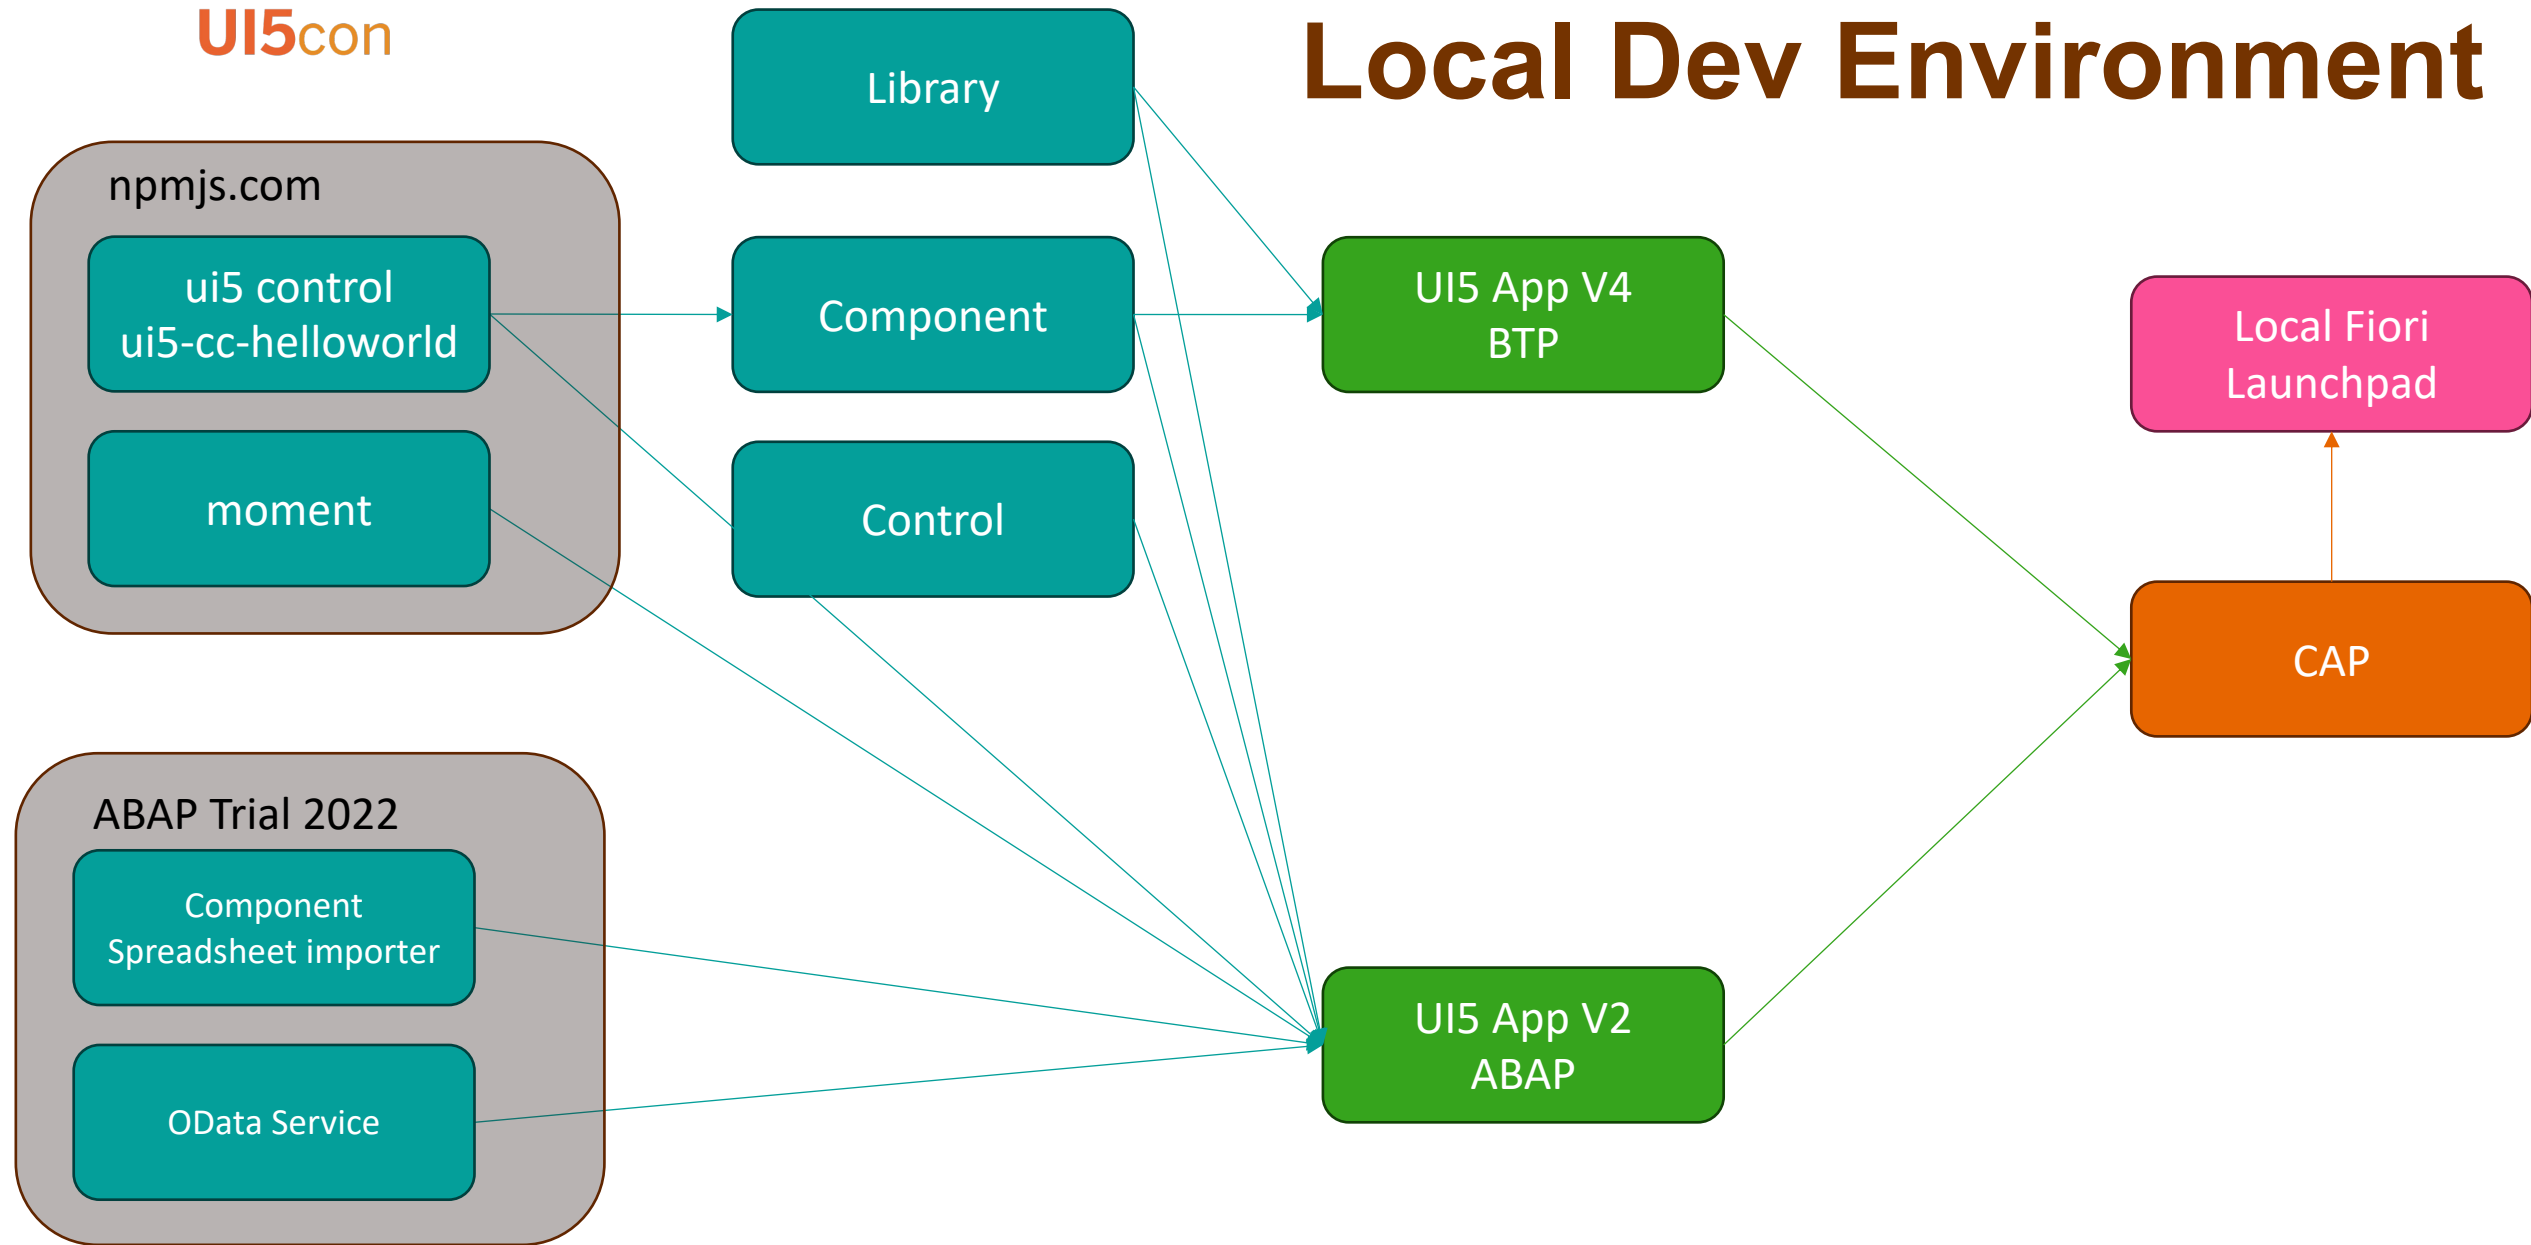 UI5con
Local Dev Environment
Library
npmjs.com
ui5 control
ui5-cc-helloworld
Component
UI5 App V4
BTP
Local Fiori
Launchpad
moment
Control
CAP
ABAP Trial 2022
Component
Spreadsheet importer
UI5 App V2
ABAP
OData Service